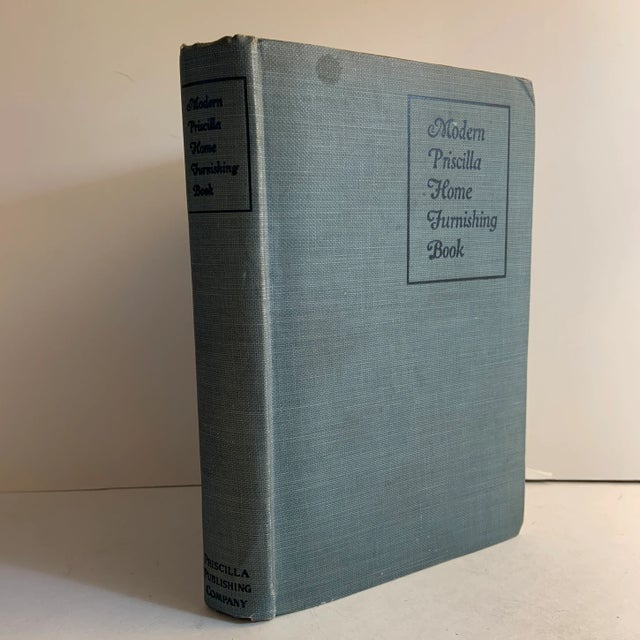 Modern
Priscilla
Home
Furnishing
Book
PRISCILLA
PUBLISHING
COMPANY
Modern
Priscilla
Home
Furnishing
Book